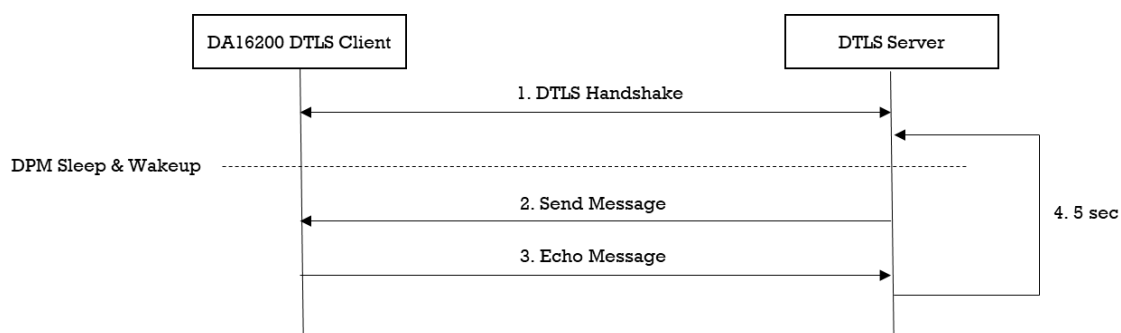 DA16200 DTLS Client
DTLS Server
1. DTLS Handshake
DPM Sleep & Wakeup
2. Send Message
4. 5 sec
3. Echo Message